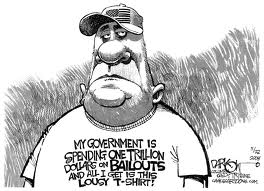 MY GOVERNMENT IS
SPENDING ONE TRILLION
DOLLARS ON BAILOUTS
AND ALL I GET IS THIS
LOUSY T-SHIRT!